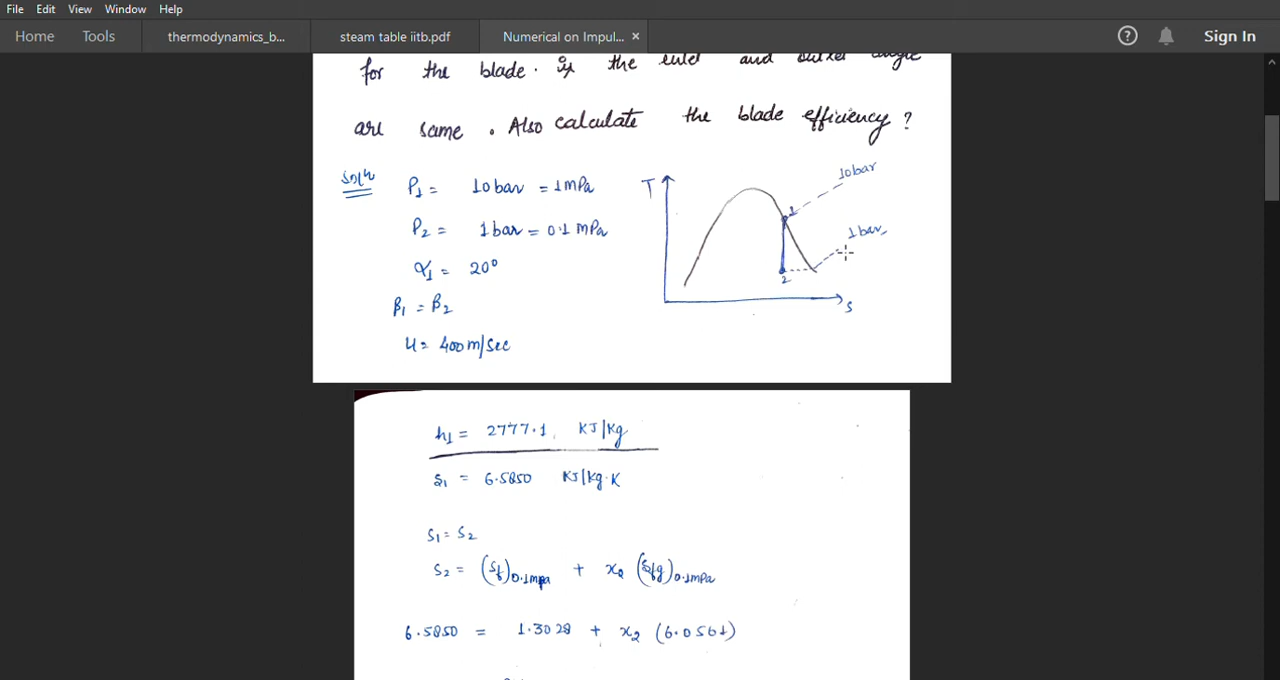 File Edit View Window Help
Home Tools thermodynamics_b... steam table iitb.pdf Numerical on Impul... × Sign In
for the blade. if the inlet and outlet angle
are same. Also calculate the blade efficiency?
Soln P1 = 10 bar = 1 mPa T 1 10bar
P2 = 1 bar = 0.1 mPa 1 bar
α1 = 20° 2
β1 = β2 s
u = 400 m/sec
h1 = 2777.1 KJ/Kg
S1 = 6.5850 KJ/Kg.K
S1 = S2
S2 = (Sf)0.1mpa + x2 (Sfg)0.1mPa
6.5850 = 1.3028 + x2 (6.0561)